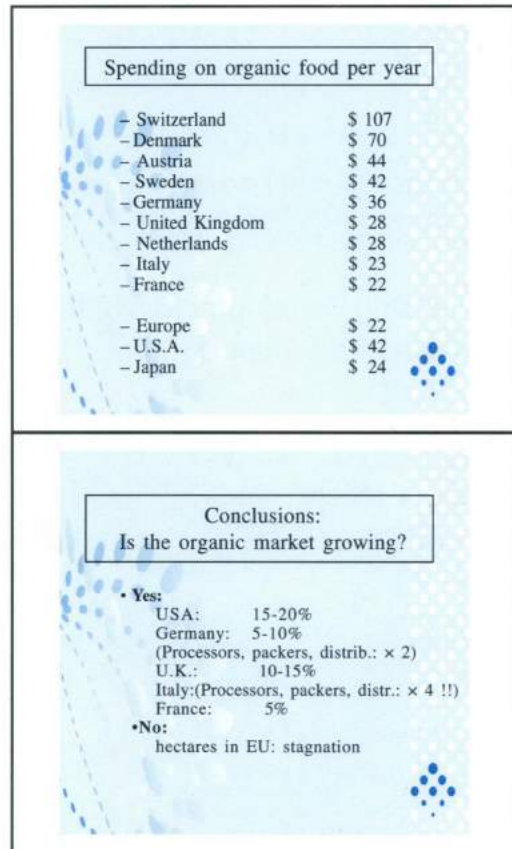 Spending on organic food per year
– Switzerland $ 107
– Denmark $ 70
– Austria $ 44
– Sweden $ 42
– Germany $ 36
– United Kingdom $ 28
– Netherlands $ 28
– Italy $ 23
– France $ 22
– Europe $ 22
– U.S.A. $ 42
– Japan $ 24
Conclusions:
Is the organic market growing?
• Yes:
USA: 15-20%
Germany: 5-10%
(Processors, packers, distrib.: × 2)
U.K.: 10-15%
Italy:(Processors, packers, distr.: × 4 !!)
France: 5%
•No:
hectares in EU: stagnation